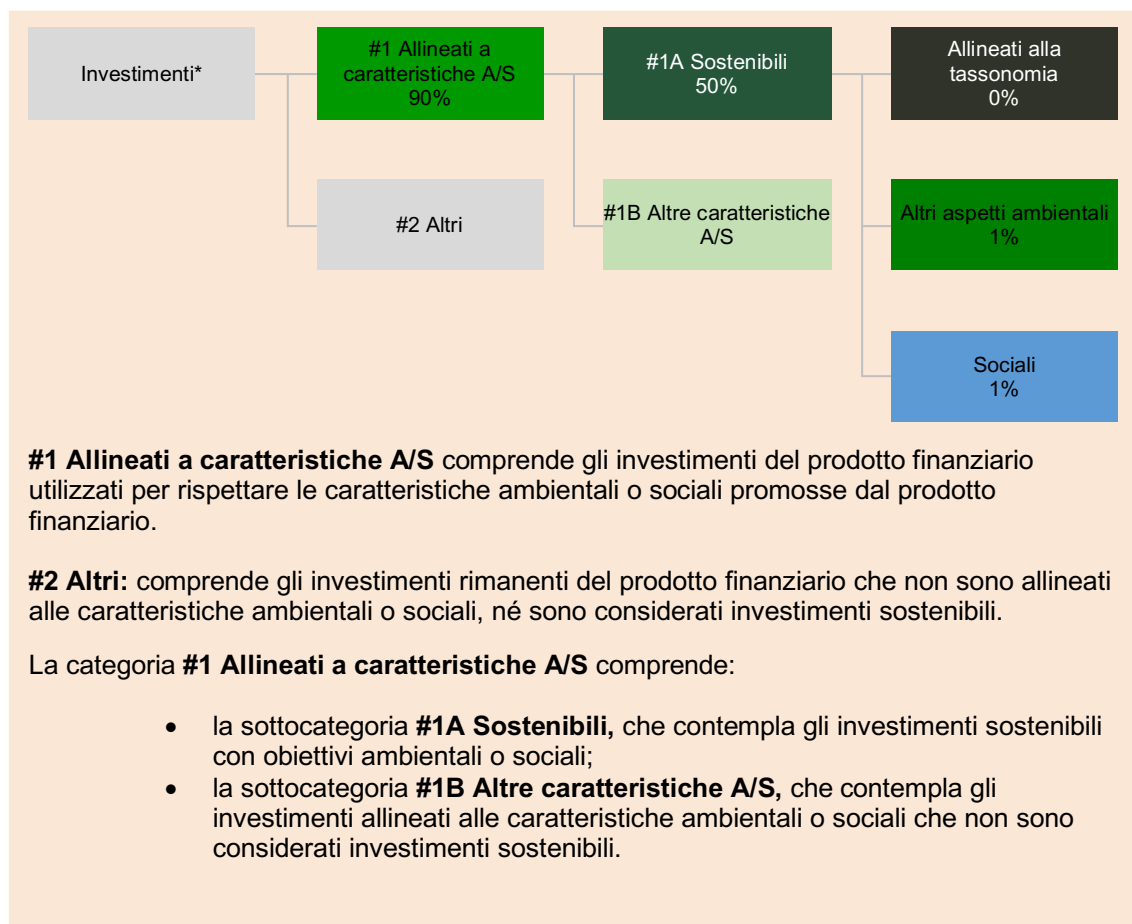 Investimenti*
#1 Allineati a
caratteristiche A/S
90%
#1A Sostenibili
50%
Allineati alla
tassonomia
0%
#2 Altri
#1B Altre caratteristiche
A/S
Altri aspetti ambientali
1%
Sociali
1%
#1 Allineati a caratteristiche A/S comprende gli investimenti del prodotto finanziario
utilizzati per rispettare le caratteristiche ambientali o sociali promosse dal prodotto
finanziario.
#2 Altri: comprende gli investimenti rimanenti del prodotto finanziario che non sono allineati
alle caratteristiche ambientali o sociali, né sono considerati investimenti sostenibili.
La categoria #1 Allineati a caratteristiche A/S comprende:
• la sottocategoria #1A Sostenibili, che contempla gli investimenti sostenibili
con obiettivi ambientali o sociali;
• la sottocategoria #1B Altre caratteristiche A/S, che contempla gli
investimenti allineati alle caratteristiche ambientali o sociali che non sono
considerati investimenti sostenibili.